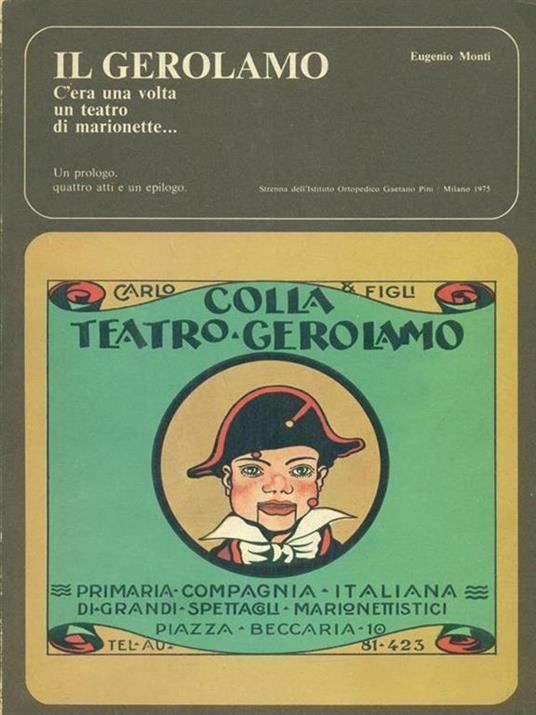 IL GEROLAMO
Eugenio Monti
C'era una volta
un teatro
di marionette...
Un prologo,
quattro atti e un epilogo.
Strenna dell'Istituto Ortopedico Gaetano Pini / Milano 1975
CARLO COLLA & FIGLI
TEATRO·GEROLAMO
PRIMARIA·COMPAGNIA·ITALIANA
DI·GRANDI·SPETTACLI·MARIONETTISTICI
PIAZZA·BECCARIA·10
TEL-AU 81-423